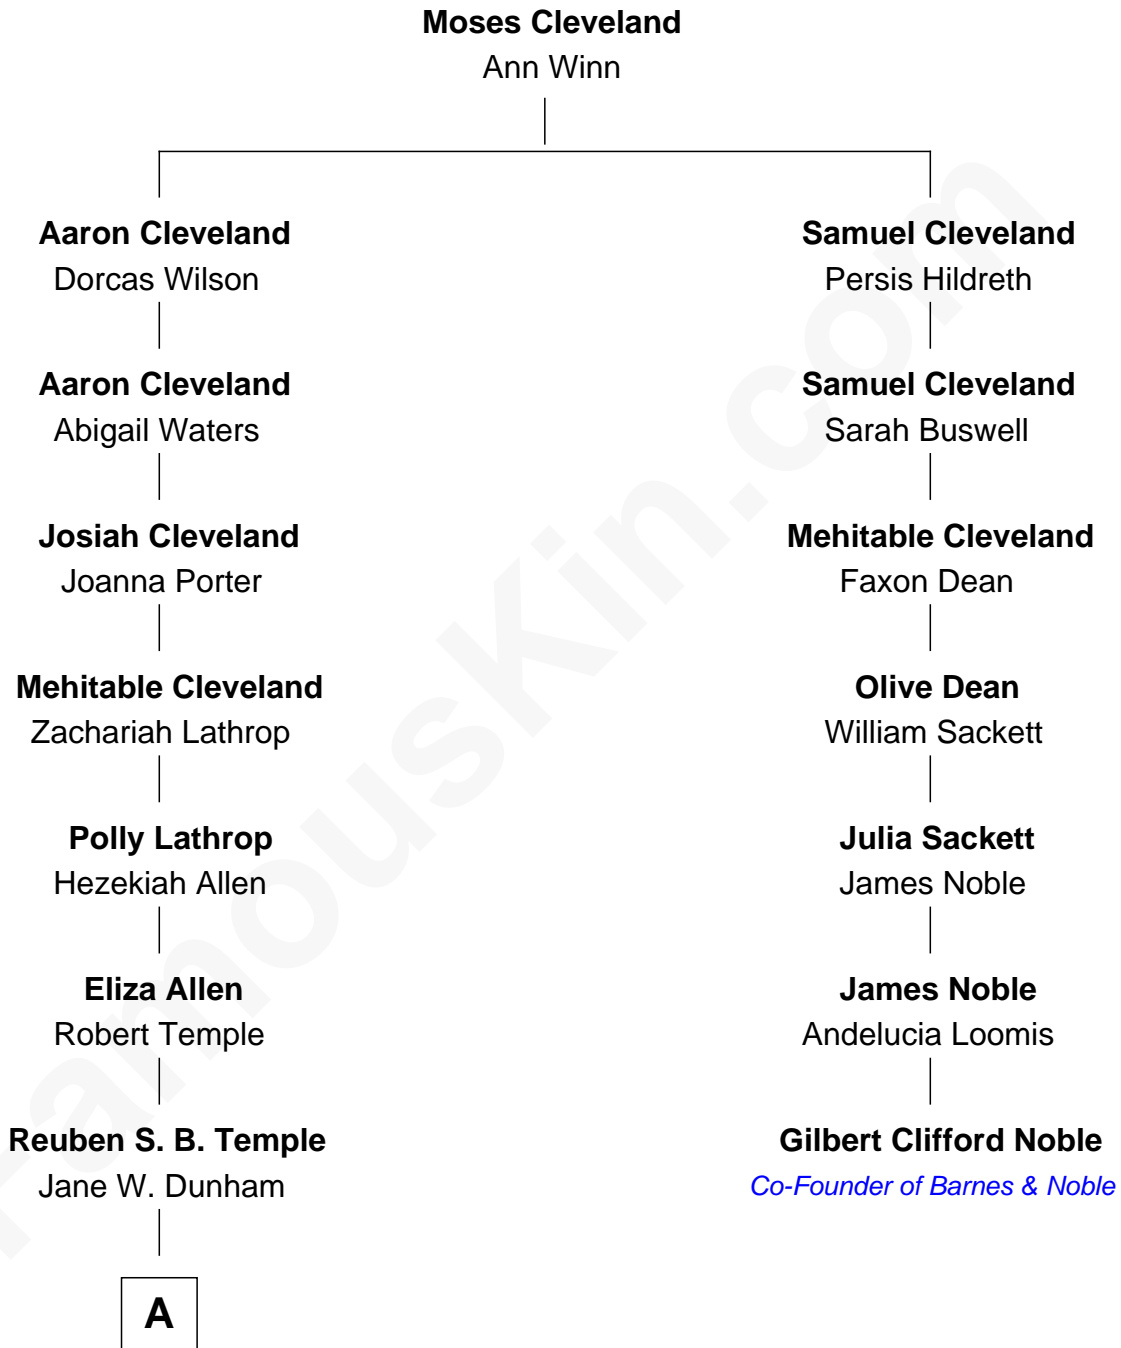 Moses Cleveland
Ann Winn
Aaron Cleveland
Dorcas Wilson
Samuel Cleveland
Persis Hildreth
Aaron Cleveland
Abigail Waters
Samuel Cleveland
Sarah Buswell
Josiah Cleveland
Joanna Porter
Mehitable Cleveland
Faxon Dean
Mehitable Cleveland
Zachariah Lathrop
Olive Dean
William Sackett
Polly Lathrop
Hezekiah Allen
Julia Sackett
James Noble
Eliza Allen
Robert Temple
James Noble
Andelucia Loomis
Reuben S. B. Temple
Jane W. Dunham
Gilbert Clifford Noble
Co-Founder of Barnes & Noble
A
FamousKin.com